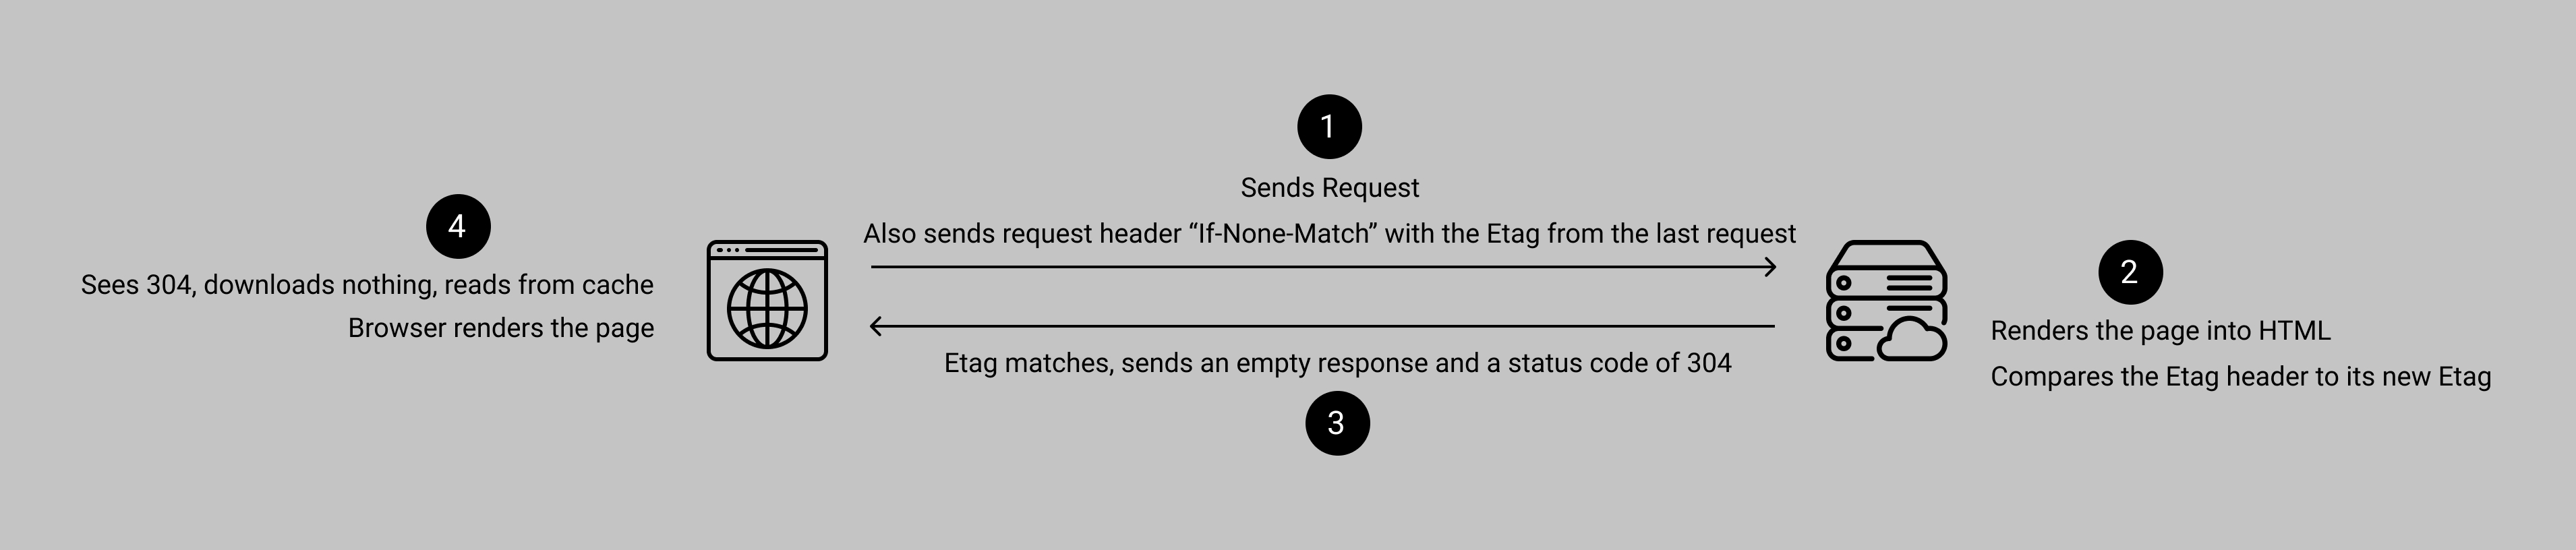 1
Sends Request
Also sends request header “If-None-Match” with the Etag from the last request
2
Renders the page into HTML
Compares the Etag header to its new Etag
Etag matches, sends an empty response and a status code of 304
3
4
Sees 304, downloads nothing, reads from cache
Browser renders the page